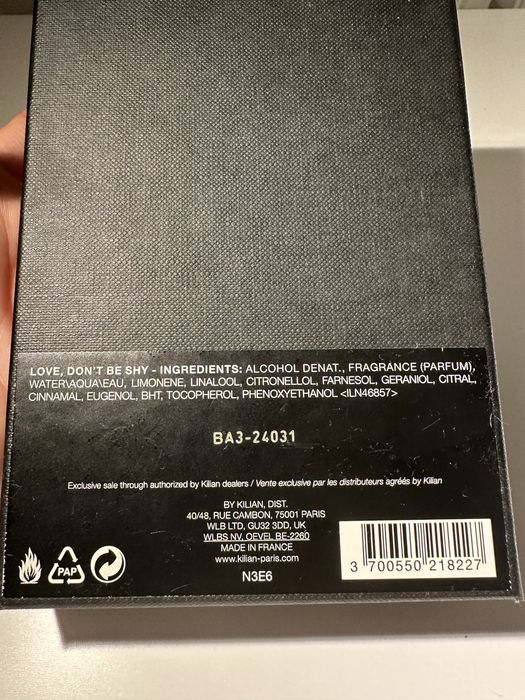 LOVE, DON'T BE SHY - INGREDIENTS: ALCOHOL DENAT., FRAGRANCE (PARFUM),
WATER\AQUA\EAU, LIMONENE, LINALOOL, CITRONELLOL, FARNESOL, GERANIOL, CITRAL,
CINNAMAL, EUGENOL, BHT, TOCOPHEROL, PHENOXYETHANOL <ILN46857>
BA3-24031
Exclusive sale through authorized by Kilian dealers / Vente exclusive par les distributeurs agréés by Kilian
BY KILIAN, DIST.
40/48, RUE CAMBON, 75001 PARIS
WLB LTD, GU32 3DD, UK
WLBS NV, OEVEL BE-2260
MADE IN FRANCE
www.kilian-paris.com
N3E6
PAP
3 700550 218227